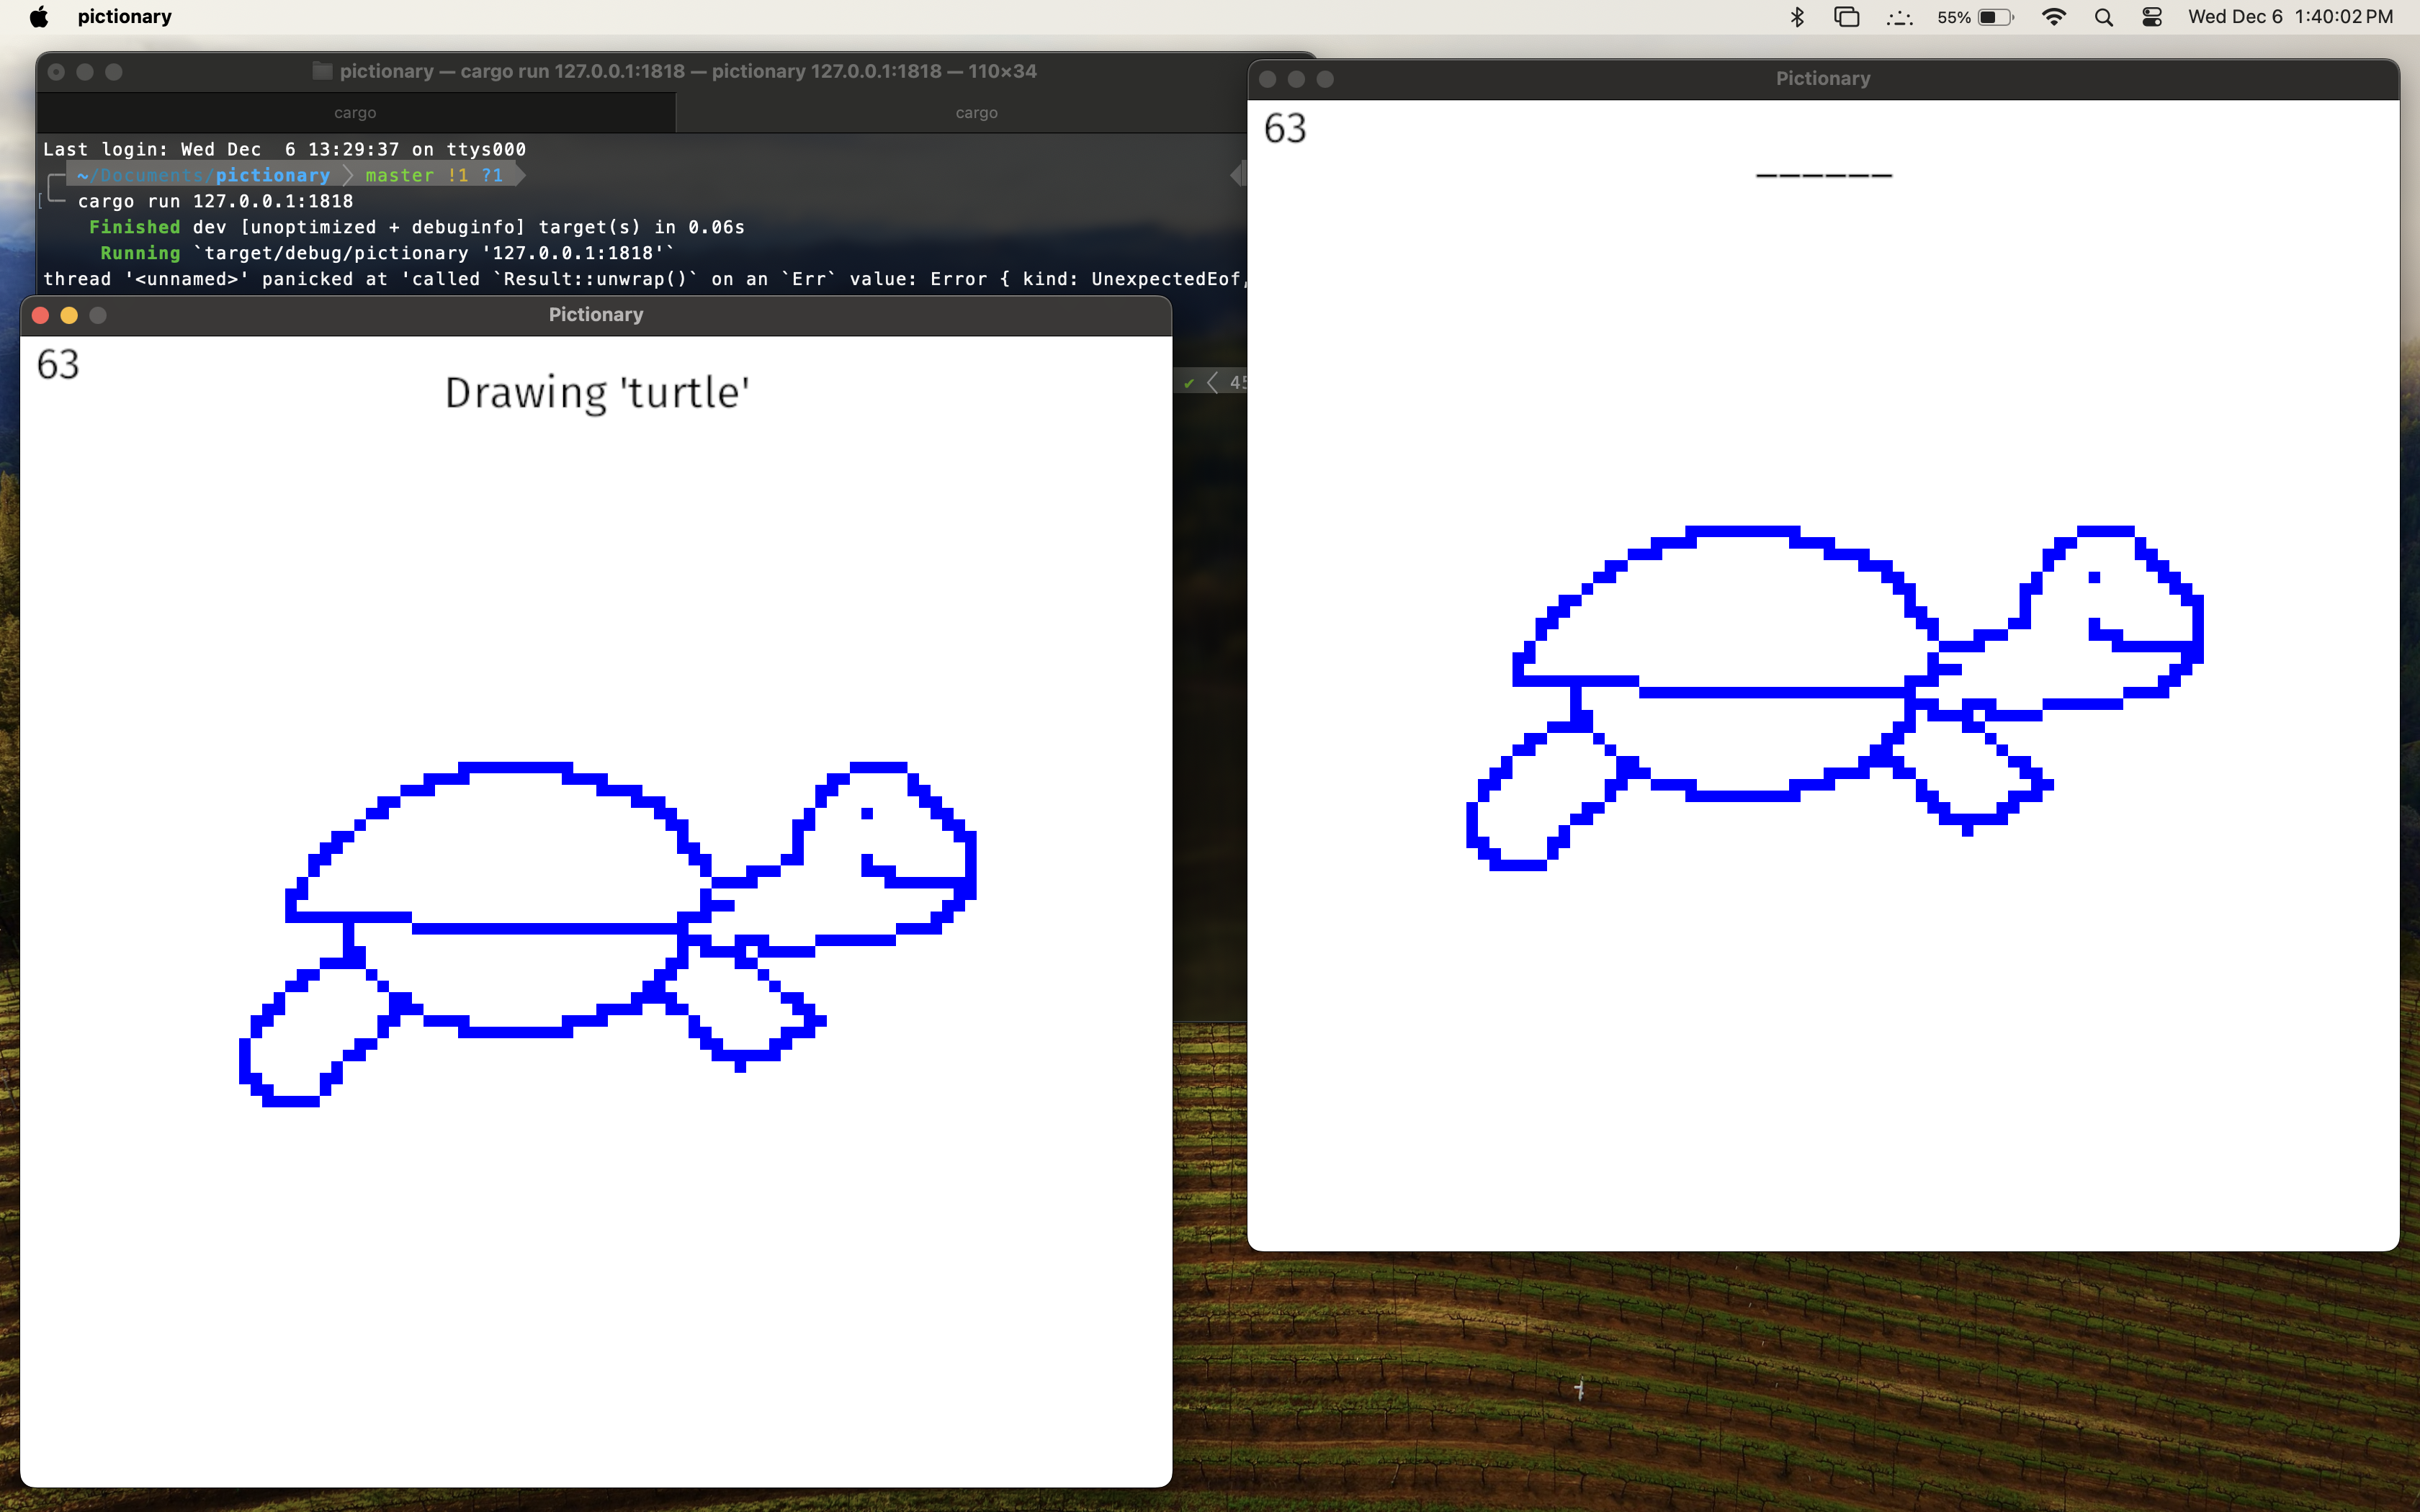 pictionary
55%
Wed Dec 6 1:40:02 PM
pictionary — cargo run 127.0.0.1:1818 — pictionary 127.0.0.1:1818 — 110×34
cargo
cargo
Last login: Wed Dec  6 13:29:37 on ttys000
~/Documents/pictionary master !1 ?1
cargo run 127.0.0.1:1818
Finished dev [unoptimized + debuginfo] target(s) in 0.06s
Running `target/debug/pictionary '127.0.0.1:1818'`
thread '<unnamed>' panicked at 'called `Result::unwrap()` on an `Err` value: Error { kind: UnexpectedEof,
✔ 45
Pictionary
63
Drawing 'turtle'
Pictionary
63
______